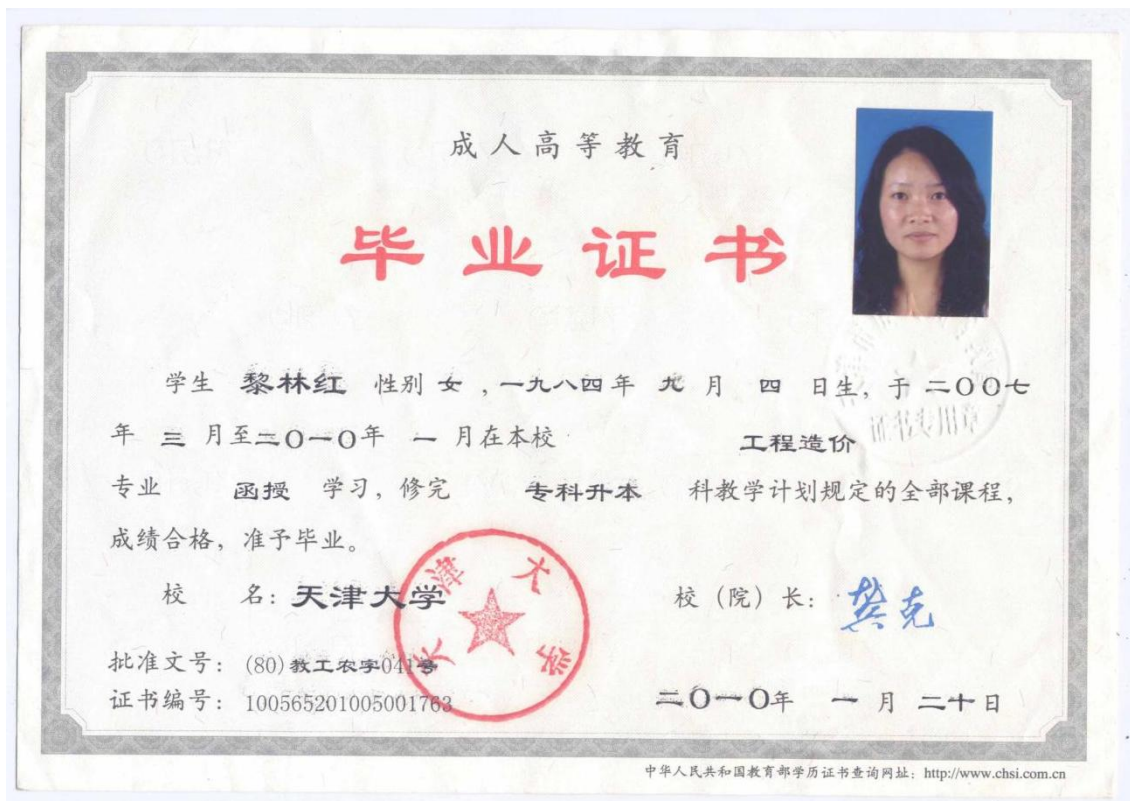 成人高等教育
毕业证书
学生 黎林红 性别 女 ，一九八四年 九 月 四 日生，于 二〇〇七
年 三 月至二〇一〇年 一 月在本校 工程造价
专业 函授 学习，修完 专科升本 科教学计划规定的全部课程，
成绩合格，准予毕业。
校 名：天津大学 校（院）长：
天津大学
批准文号：(80)教工农字041号
证书编号：100565201005001763 二〇一〇年 一 月 二十日
中华人民共和国教育部学历证书查询网址：http://www.chsi.com.cn